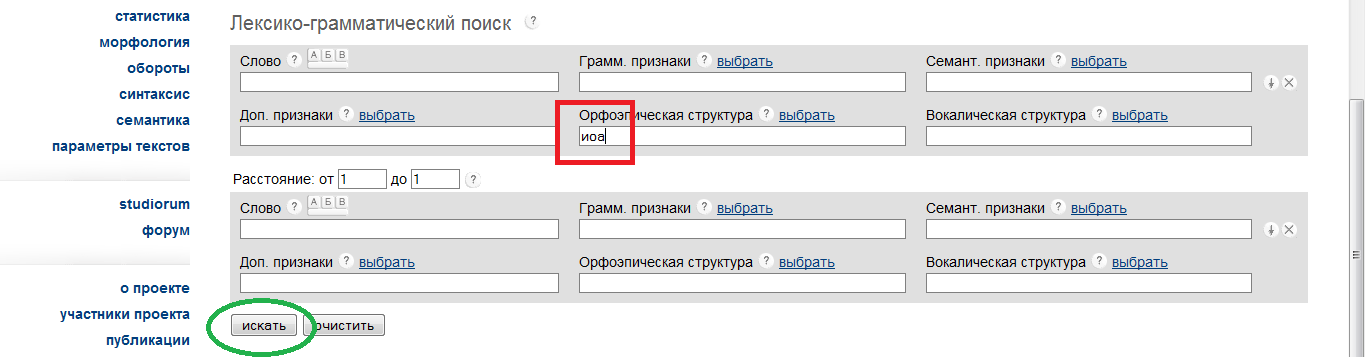 статистика
морфология
обороты
синтаксис
семантика
параметры текстов
studiorum
форум
о проекте
участники проекта
публикации
Лексико-грамматический поиск ?
Слово ? А Б В Грамм. признаки ? выбрать Семант. признаки ? выбрать
Доп. признаки ? выбрать Орфоэпическая структура ? выбрать Вокалическая структура ? выбрать
иоа
Расстояние: от 1 до 1 ?
Слово ? А Б В Грамм. признаки ? выбрать Семант. признаки ? выбрать
Доп. признаки ? выбрать Орфоэпическая структура ? выбрать Вокалическая структура ? выбрать
искать очистить